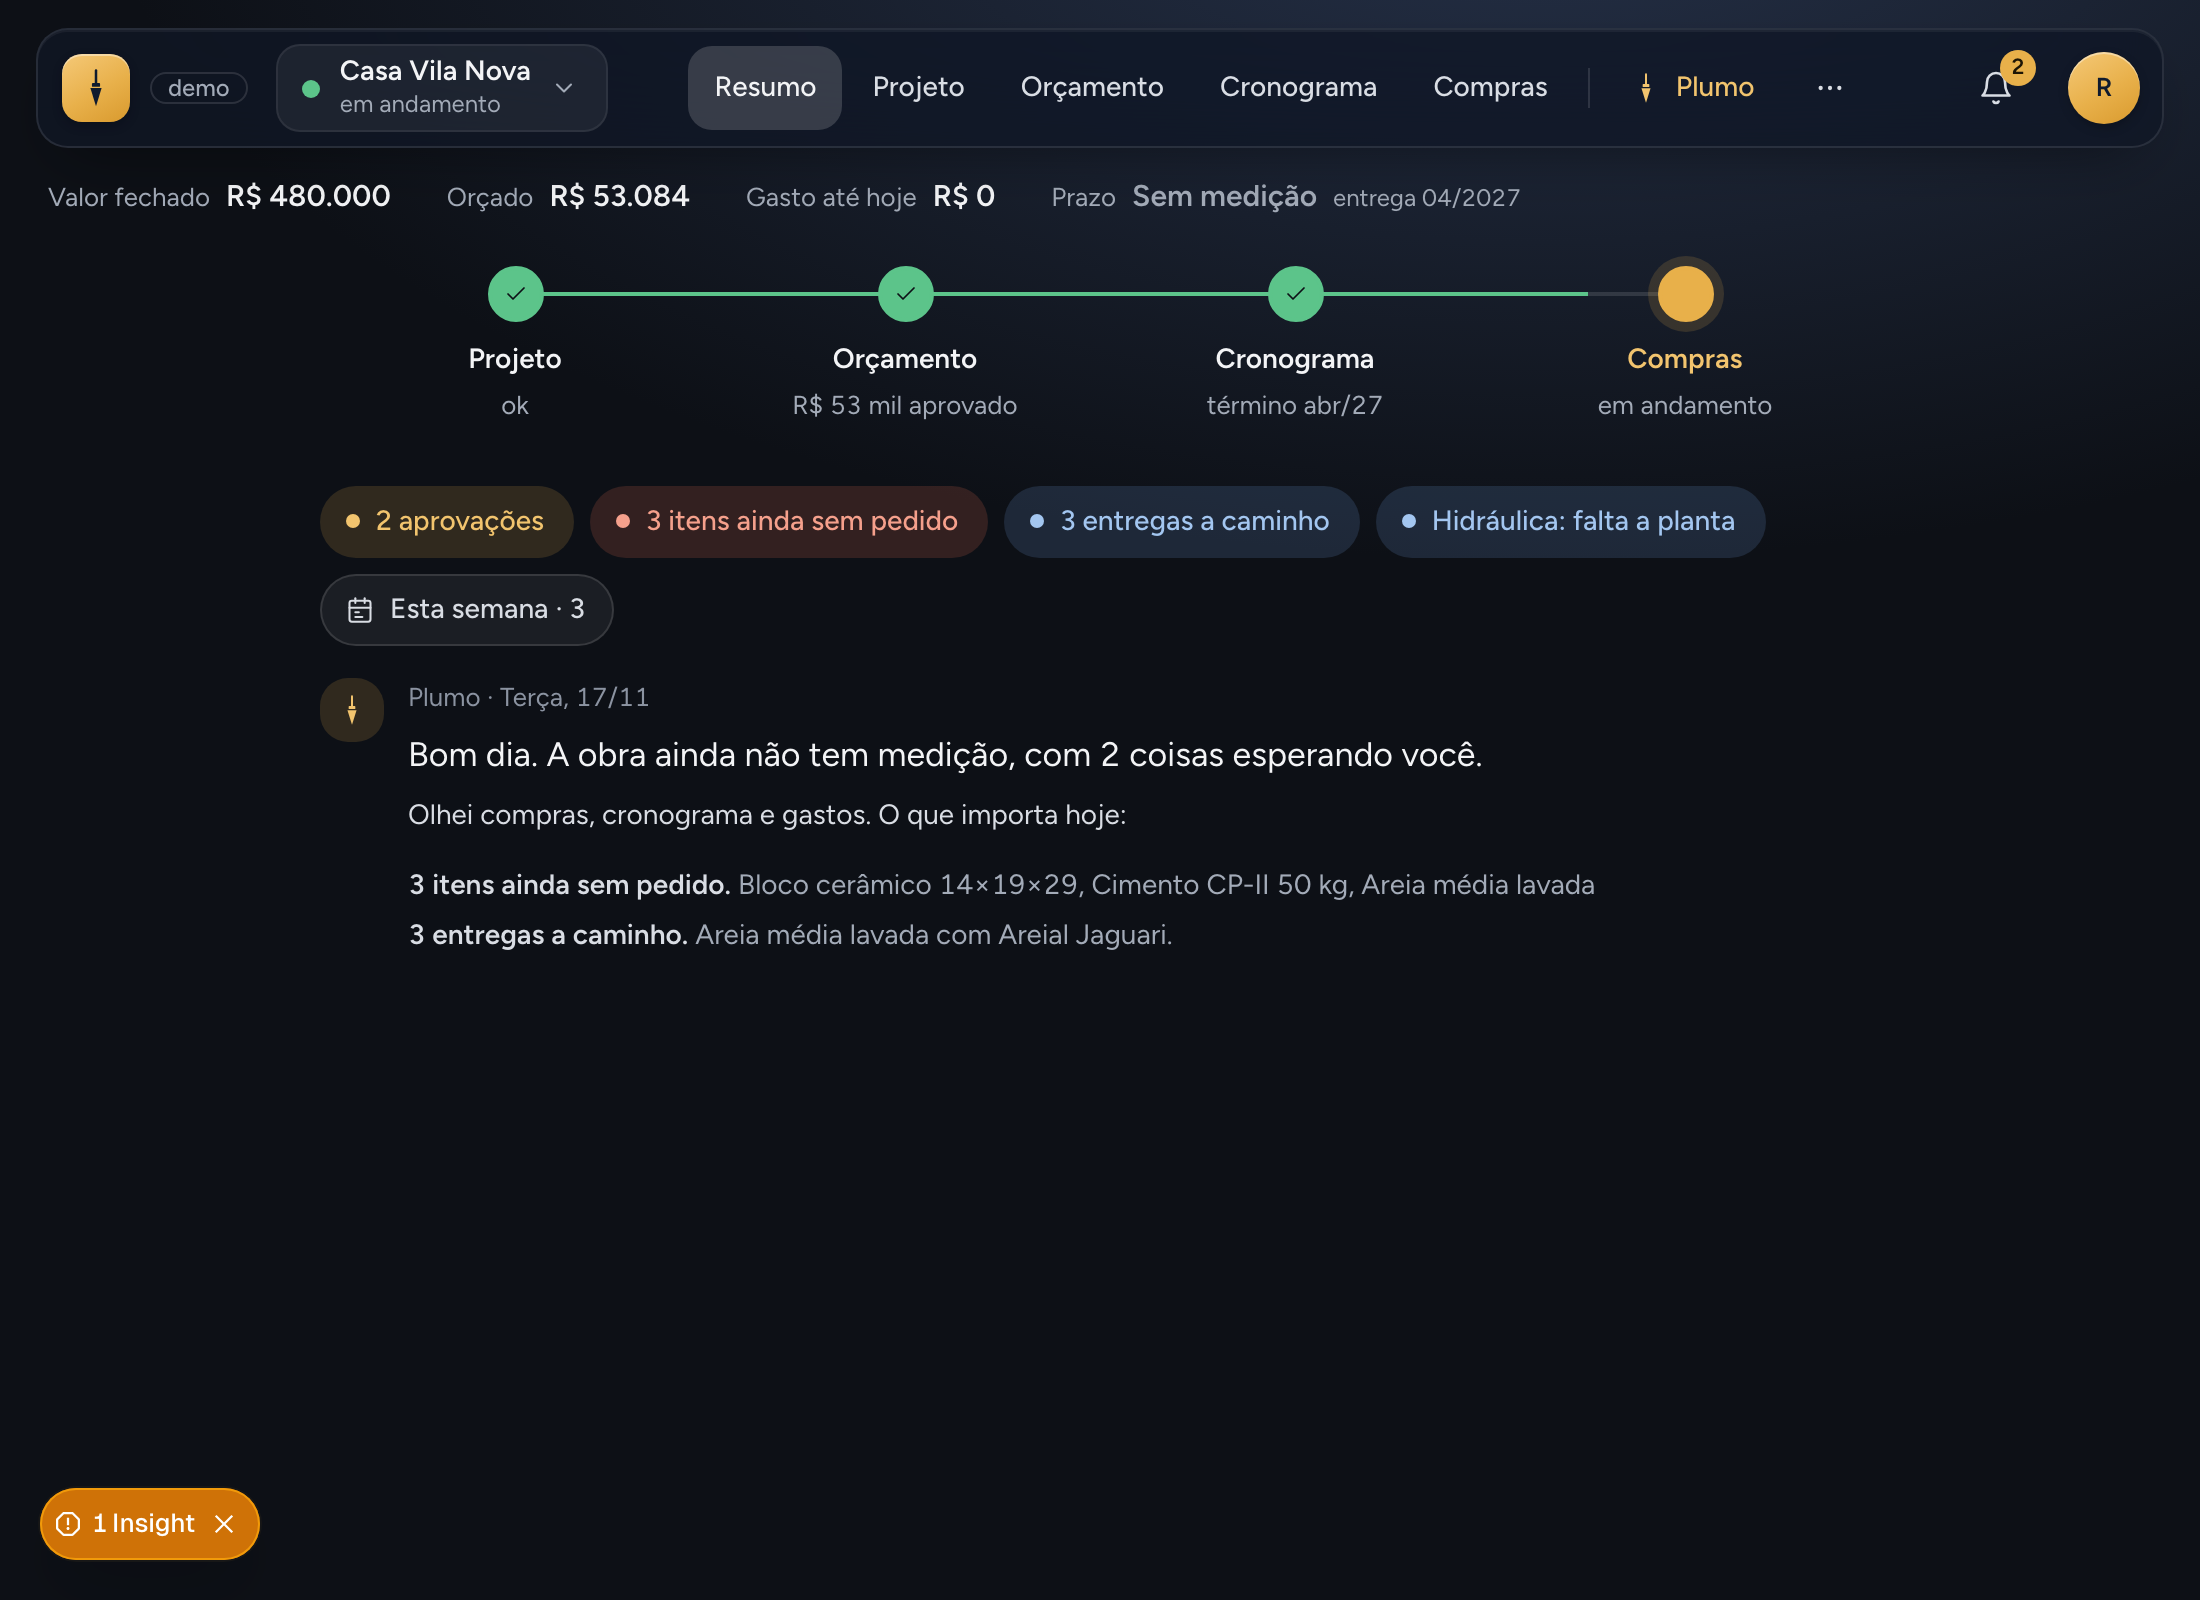 demo
Casa Vila Nova
em andamento
Resumo
Projeto
Orçamento
Cronograma
Compras
Plumo
2
R
Valor fechado R$ 480.000
Orçado R$ 53.084
Gasto até hoje R$ 0
Prazo Sem medição entrega 04/2027
Projeto
ok
Orçamento
R$ 53 mil aprovado
Cronograma
término abr/27
Compras
em andamento
2 aprovações
3 itens ainda sem pedido
3 entregas a caminho
Hidráulica: falta a planta
Esta semana · 3
Plumo · Terça, 17/11
Bom dia. A obra ainda não tem medição, com 2 coisas esperando você.
Olhei compras, cronograma e gastos. O que importa hoje:
3 itens ainda sem pedido. Bloco cerâmico 14×19×29, Cimento CP-II 50 kg, Areia média lavada
3 entregas a caminho. Areia média lavada com Areial Jaguari.
1 Insight